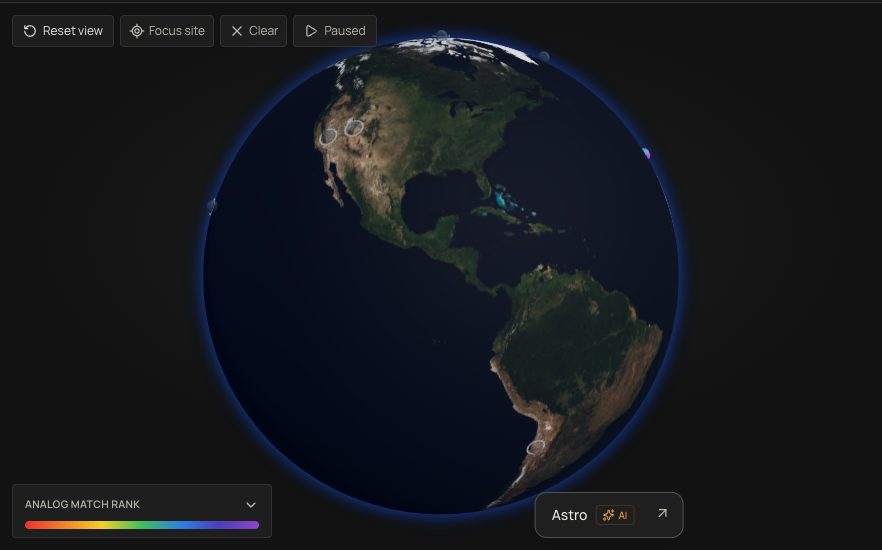 Reset view
Focus site
Clear
Paused
ANALOG MATCH RANK
Astro AI